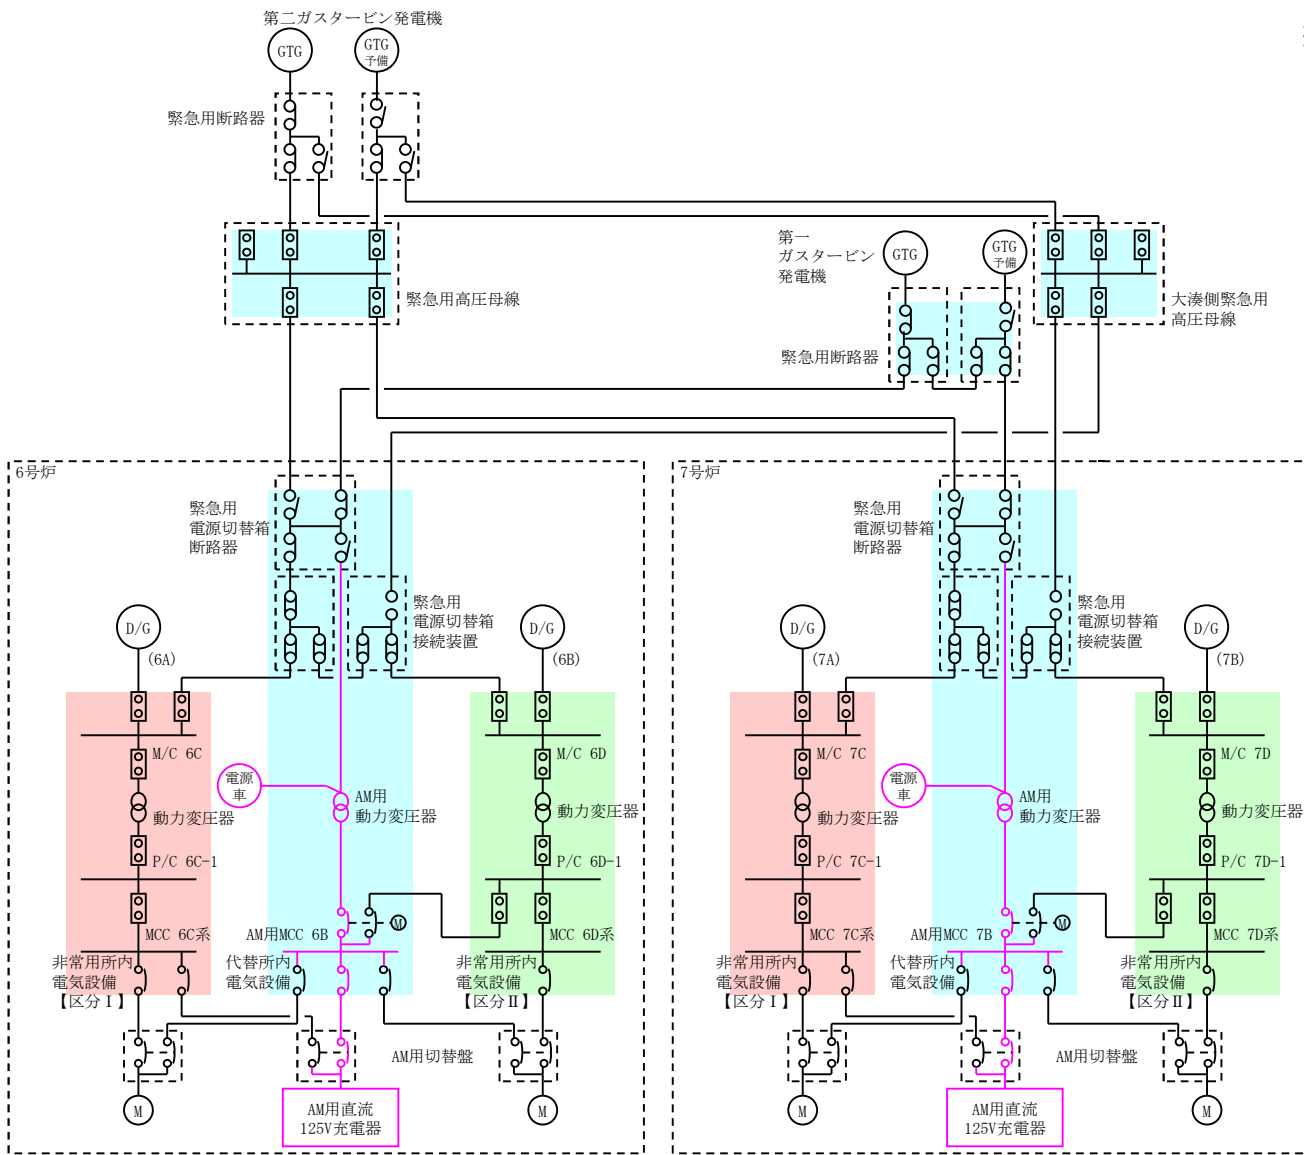 第二ガスタービン発電機
GTG
GTG
予備
緊急用断路器
第一
ガスタービン
発電機
GTG
GTG
予備
緊急用高圧母線
大湊側緊急用
高圧母線
緊急用断路器
6号炉
緊急用
電源切替箱
断路器
緊急用
電源切替箱
接続装置
D/G
(6A)
D/G
(6B)
M/C 6C
M/C 6D
電源
車
AM用
動力変圧器
動力変圧器
動力変圧器
P/C 6C-1
P/C 6D-1
M
MCC 6C系
AM用MCC 6B
MCC 6D系
非常用所内
電気設備
【区分Ⅰ】
代替所内
電気設備
非常用所内
電気設備
【区分Ⅱ】
AM用切替盤
M
AM用直流
125V充電器
M
7号炉
緊急用
電源切替箱
断路器
緊急用
電源切替箱
接続装置
D/G
(7A)
D/G
(7B)
M/C 7C
M/C 7D
電源
車
AM用
動力変圧器
動力変圧器
動力変圧器
P/C 7C-1
P/C 7D-1
M
MCC 7C系
AM用MCC 7B
MCC 7D系
非常用所内
電気設備
【区分Ⅰ】
代替所内
電気設備
非常用所内
電気設備
【区分Ⅱ】
AM用切替盤
M
AM用直流
125V充電器
M